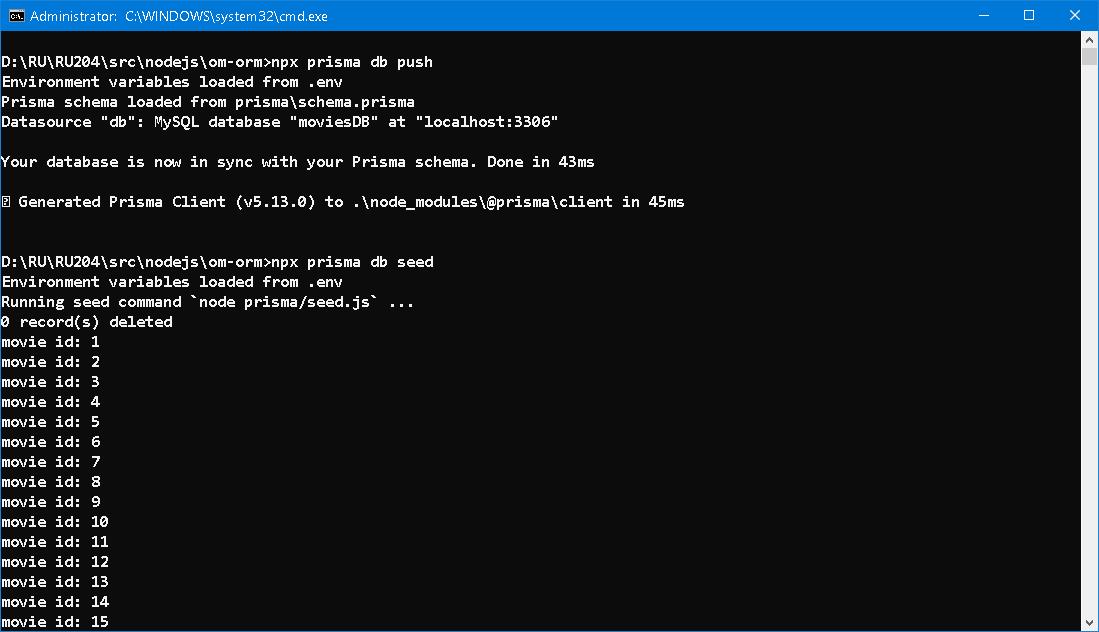 Administrator: C:\WINDOWS\system32\cmd.exe
D:\RU\RU204\src\nodejs\om-orm>npx prisma db push
Environment variables loaded from .env
Prisma schema loaded from prisma\schema.prisma
Datasource "db": MySQL database "moviesDB" at "localhost:3306"
Your database is now in sync with your Prisma schema. Done in 43ms
Generated Prisma Client (v5.13.0) to .\node_modules\@prisma\client in 45ms
D:\RU\RU204\src\nodejs\om-orm>npx prisma db seed
Environment variables loaded from .env
Running seed command `node prisma/seed.js` ...
0 record(s) deleted
movie id: 1
movie id: 2
movie id: 3
movie id: 4
movie id: 5
movie id: 6
movie id: 7
movie id: 8
movie id: 9
movie id: 10
movie id: 11
movie id: 12
movie id: 13
movie id: 14
movie id: 15